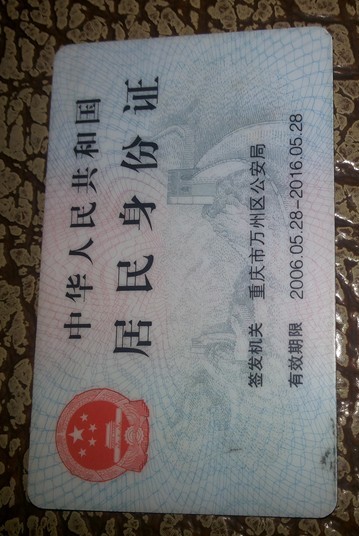 中华人民共和国
居民身份证
签发机关 重庆市万州区公安局
有效期限 2006.05.28-2016.05.28